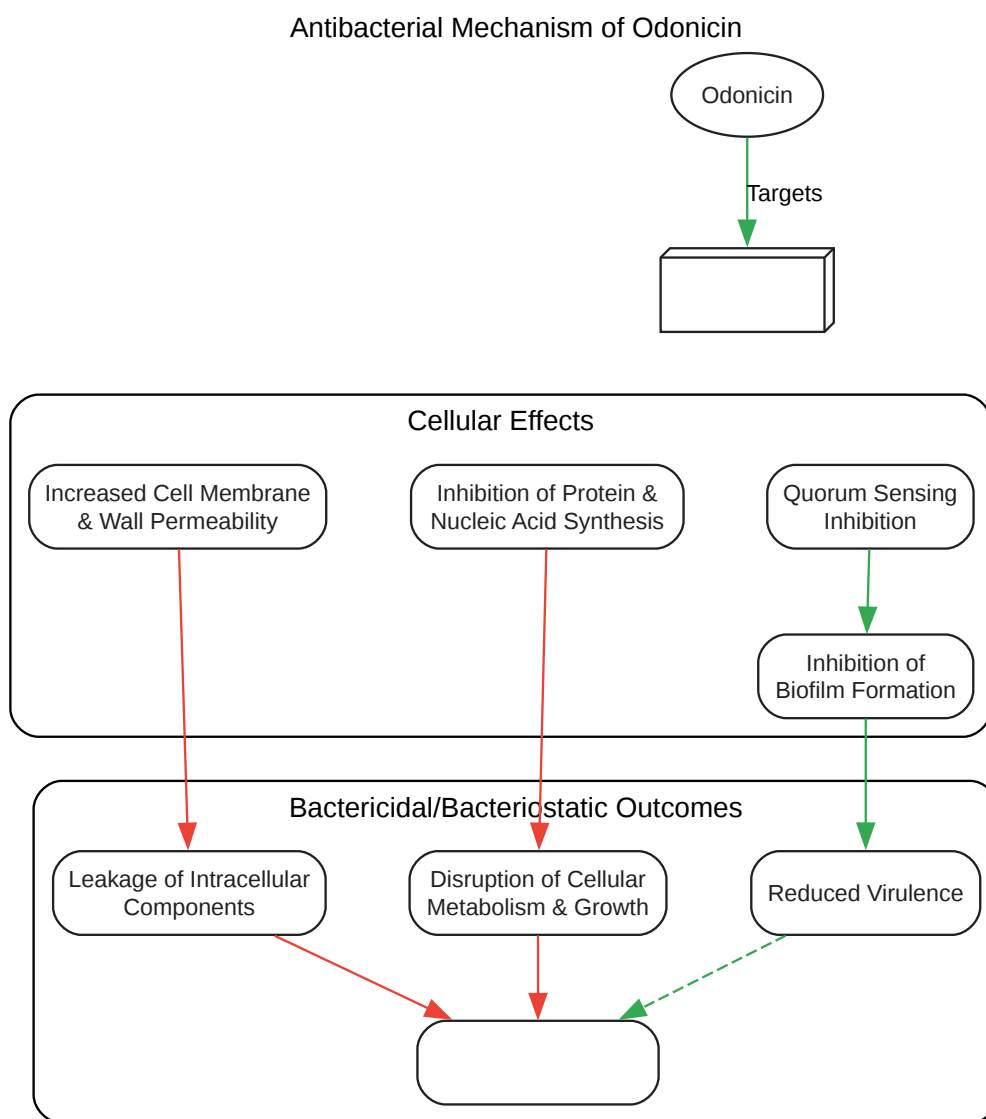 Antibacterial Mechanism of Odonicin
Odonicin
Targets
Cellular Effects
Increased Cell Membrane
& Wall Permeability
Inhibition of Protein &
Nucleic Acid Synthesis
Quorum Sensing
Inhibition
Inhibition of
Biofilm Formation
Bactericidal/Bacteriostatic Outcomes
Leakage of Intracellular
Components
Disruption of Cellular
Metabolism & Growth
Reduced Virulence